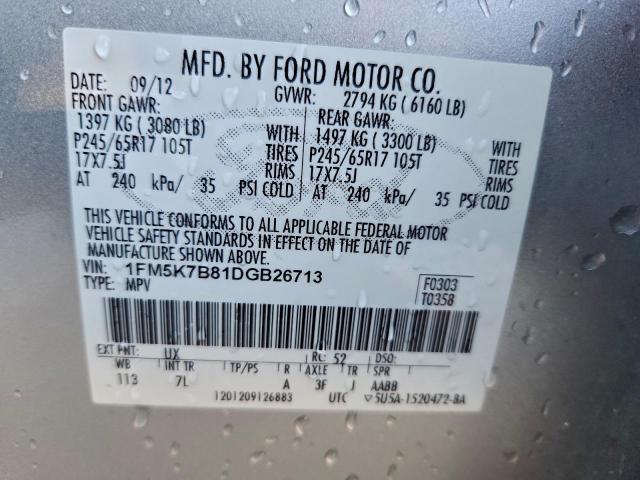 MFD. BY FORD MOTOR CO.
DATE: 09/12 GVWR: 2794 KG ( 6160 LB)
FRONT GAWR: REAR GAWR:
1397 KG ( 3080 LB) WITH 1497 KG ( 3300 LB) WITH
P245/65R17 105T TIRES P245/65R17 105T TIRES
17X7.5J RIMS 17X7.5J RIMS
AT 240 kPa/ 35 PSI COLD AT 240 kPa/ 35 PSI COLD
THIS VEHICLE CONFORMS TO ALL APPLICABLE FEDERAL MOTOR
VEHICLE SAFETY STANDARDS IN EFFECT ON THE DATE OF
MANUFACTURE SHOWN ABOVE.
VIN: 1FM5K7B81DGB26713 F0303
TYPE: MPV T0358
EXT PNT: UX RC: 52 DSO:
WB INT TR TP/PS R AXLE TR SPR
113 7L A 3F J AABB
1201209126883 UTC ▽5U5A-1520472-BA